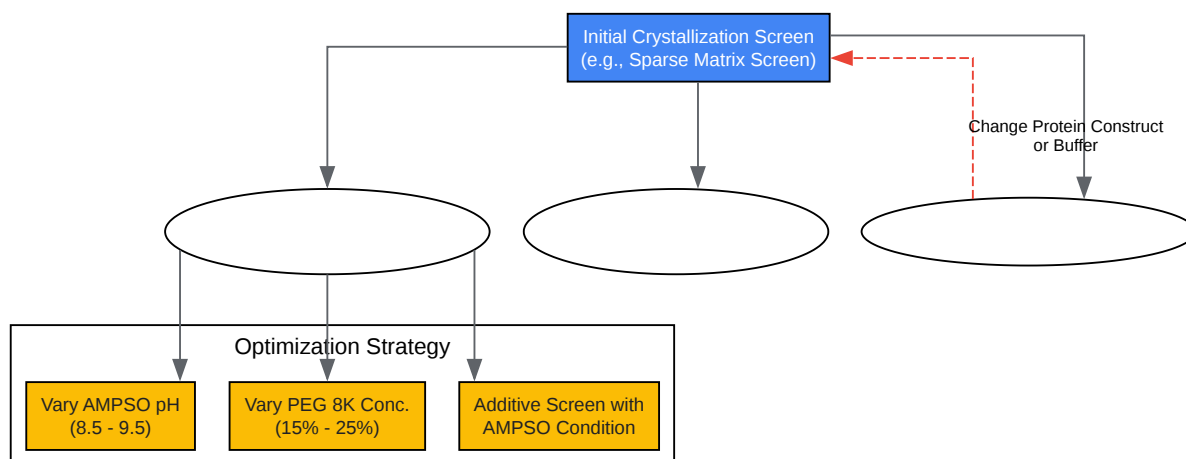 Initial Crystallization Screen
(e.g., Sparse Matrix Screen)
Change Protein Construct
or Buffer
Optimization Strategy
Vary AMPSO pH
(8.5 - 9.5)
Vary PEG 8K Conc.
(15% - 25%)
Additive Screen with
AMPSO Condition